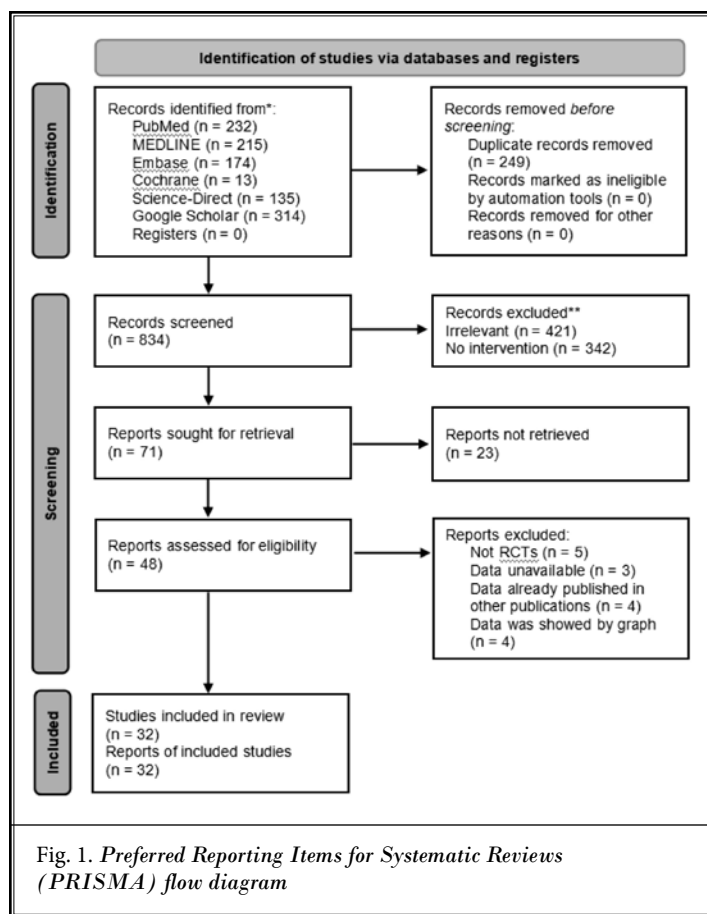 Identification of studies via databases and registers
Identification
Records identified from*:
PubMed (n = 232)
MEDLINE (n = 215)
Embase (n = 174)
Cochrane (n = 13)
Science-Direct (n = 135)
Google Scholar (n = 314)
Registers (n = 0)
Records removed before
screening:
Duplicate records removed
(n = 249)
Records marked as ineligible
by automation tools (n = 0)
Records removed for other
reasons (n = 0)
Screening
Records screened
(n = 834)
Records excluded**
Irrelevant (n = 421)
No intervention (n = 342)
Reports sought for retrieval
(n = 71)
Reports not retrieved
(n = 23)
Reports assessed for eligibility
(n = 48)
Reports excluded:
Not RCTs (n = 5)
Data unavailable (n = 3)
Data already published in
other publications (n = 4)
Data was showed by graph
(n = 4)
Included
Studies included in review
(n = 32)
Reports of included studies
(n = 32)
Fig. 1. Preferred Reporting Items for Systematic Reviews
(PRISMA) flow diagram